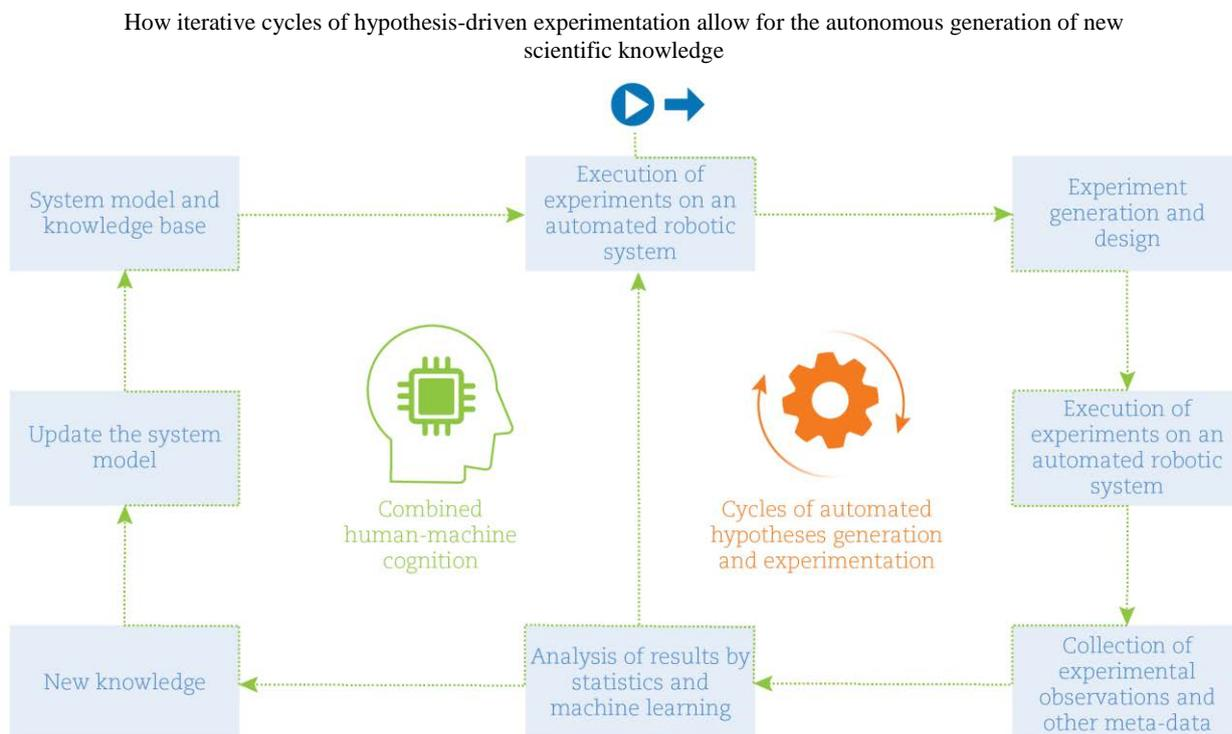 How iterative cycles of hypothesis-driven experimentation allow for the autonomous generation of new
scientific knowledge
System model and
knowledge base
Execution of
experiments on an
automated robotic
system
Experiment
generation and
design
Update the system
model
Combined
human-machine
cognition
Cycles of automated
hypotheses generation
and experimentation
Execution of
experiments on an
automated robotic
system
New knowledge
Analysis of results by
statistics and
machine learning
Collection of
experimental
observations and
other meta-data